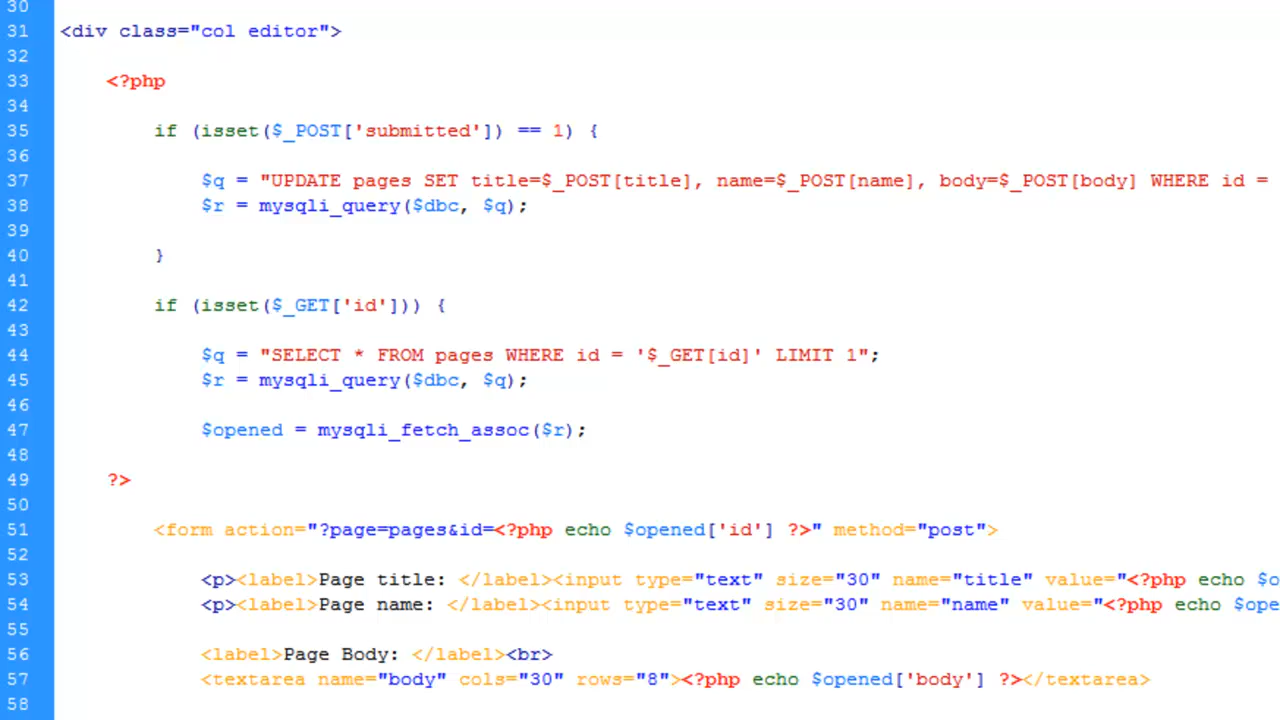 30
31 <div class="col editor">
32
33 <?php
34
35 if (isset($_POST['submitted']) == 1) {
36
37 $q = "UPDATE pages SET title=$_POST[title], name=$_POST[name], body=$_POST[body] WHERE id =
38 $r = mysqli_query($dbc, $q);
39
40 }
41
42 if (isset($_GET['id'])) {
43
44 $q = "SELECT * FROM pages WHERE id = '$_GET[id]' LIMIT 1";
45 $r = mysqli_query($dbc, $q);
46
47 $opened = mysqli_fetch_assoc($r);
48
49 ?>
50
51 <form action="?page=pages&id=<?php echo $opened['id'] ?>" method="post">
52
53 <p><label>Page title: </label><input type="text" size="30" name="title" value="<?php echo $o
54 <p><label>Page name: </label><input type="text" size="30" name="name" value="<?php echo $ope
55
56 <label>Page Body: </label><br>
57 <textarea name="body" cols="30" rows="8"><?php echo $opened['body'] ?></textarea>
58